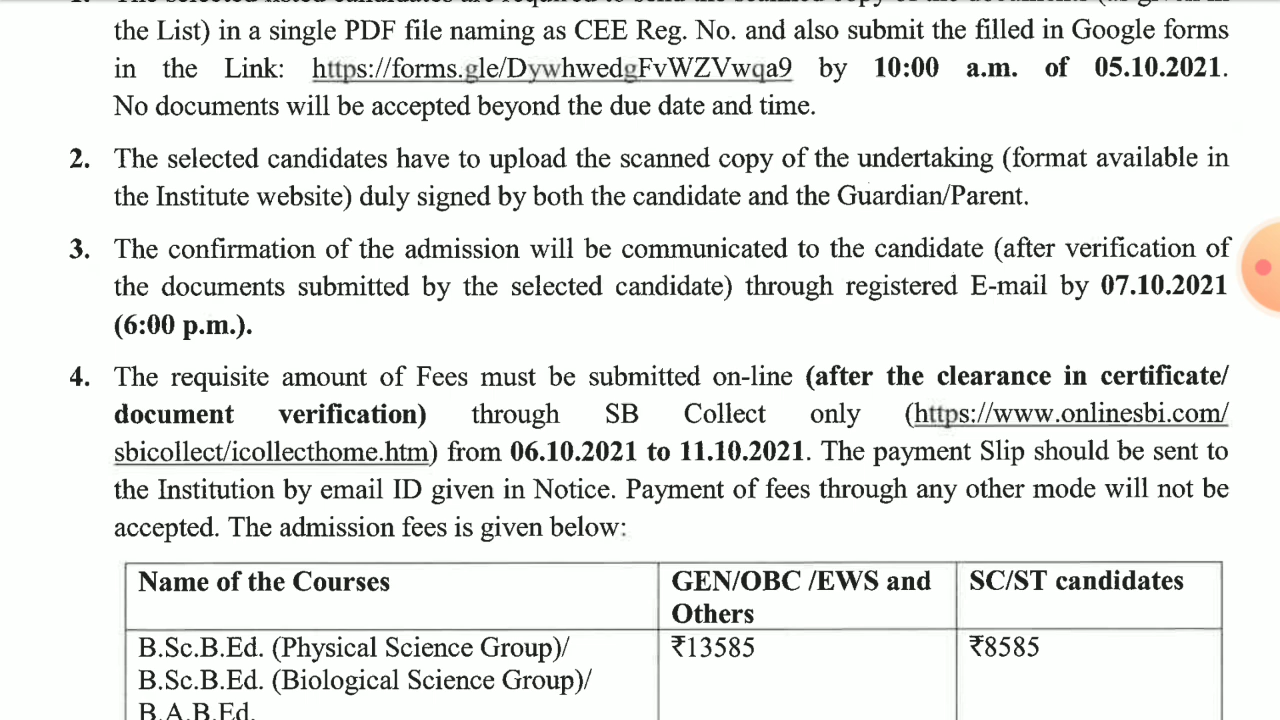 the List) in a single PDF file naming as CEE Reg. No. and also submit the filled in Google forms
in the Link: https://forms.gle/DywhwedgFvWZVwqa9 by 10:00 a.m. of 05.10.2021.
No documents will be accepted beyond the due date and time.
2. The selected candidates have to upload the scanned copy of the undertaking (format available in
the Institute website) duly signed by both the candidate and the Guardian/Parent.
3. The confirmation of the admission will be communicated to the candidate (after verification of
the documents submitted by the selected candidate) through registered E-mail by 07.10.2021
(6:00 p.m.).
4. The requisite amount of Fees must be submitted on-line (after the clearance in certificate/
document verification) through SB Collect only (https://www.onlinesbi.com/
sbicollect/icollecthome.htm) from 06.10.2021 to 11.10.2021. The payment Slip should be sent to
the Institution by email ID given in Notice. Payment of fees through any other mode will not be
accepted. The admission fees is given below:
Name of the Courses GEN/OBC /EWS and SC/ST candidates
Others
B.Sc.B.Ed. (Physical Science Group)/ ₹13585 ₹8585
B.Sc.B.Ed. (Biological Science Group)/
B.A.B.Ed.